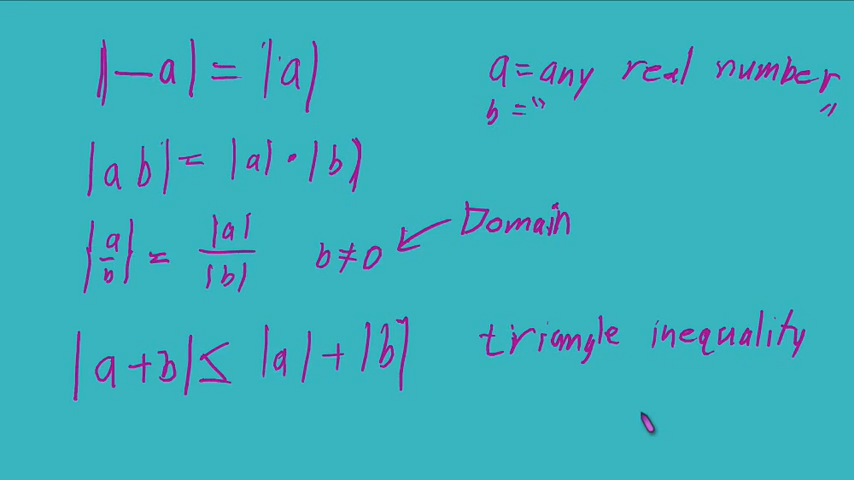 |-a| = |a| a = any real number
b = " "
|ab| = |a| • |b|
|a/b| = |a|/|b| b ≠ 0 Domain
|a+b| ≤ |a| + |b| triangle inequality